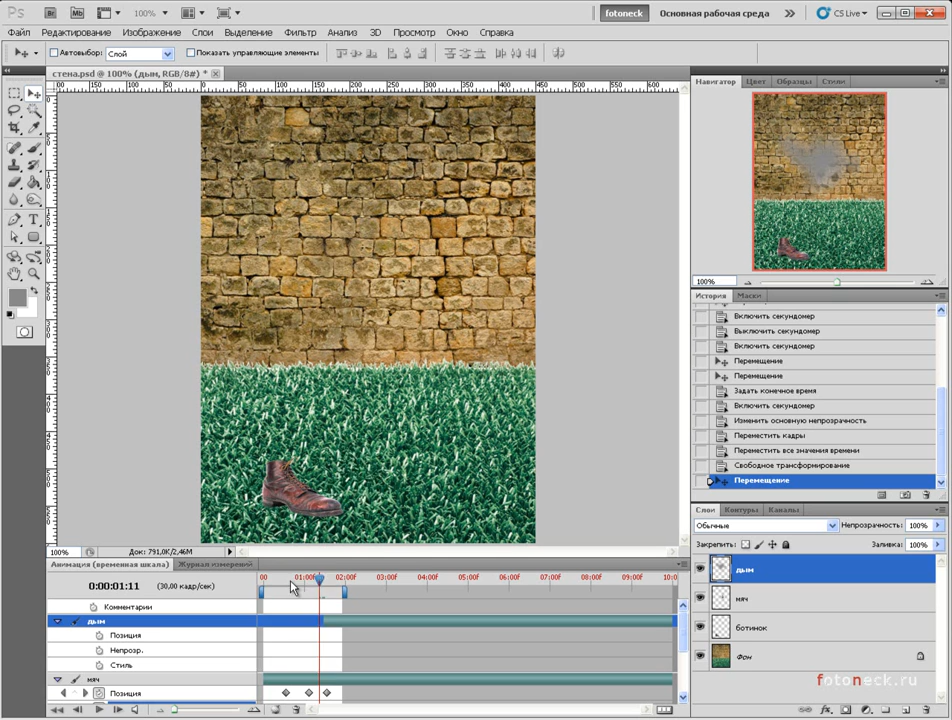 Ps Br Mb 100% fotoneck Основная рабочая среда CS Live
Файл Редактирование Изображение Слои Выделение Фильтр Анализ 3D Просмотр Окно Справка
Автовыбор: Слой Показать управляющие элементы
стена.psd @ 100% (дым, RGB/8#) *
Навигатор Цвет Образцы Стили
100%
История Маски
Включить секундомер
Выключить секундомер
Включить секундомер
Перемещение
Перемещение
Задать конечное время
Включить секундомер
Изменить основную непрозрачность
Переместить кадры
Переместить все значения времени
Свободное трансформирование
Перемещение
Слои Контуры Каналы
Обычные Непрозрачность: 100%
Закрепить: Заливка: 100%
дым
мяч
ботинок
Фон
fotoneck.ru
100% Док: 791,0K/2,46M
Анимация (временная шкала) Журнал измерений
0:00:01:11 (30,00 кадр/сек)
00 01:00f 02:00f 03:00f 04:00f 05:00f 06:00f 07:00f 08:00f 09:00f 10:0
Комментарии
дым
Позиция
Непрозр.
Стиль
мяч
Позиция